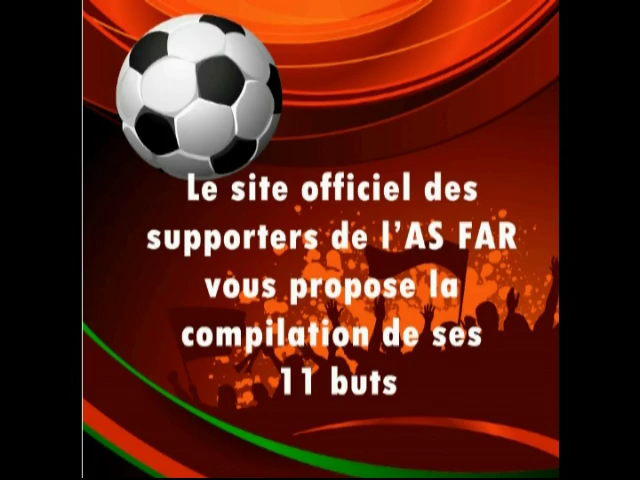 Le site officiel des
supporters de l'AS FAR
vous propose la
compilation de ses
11 buts